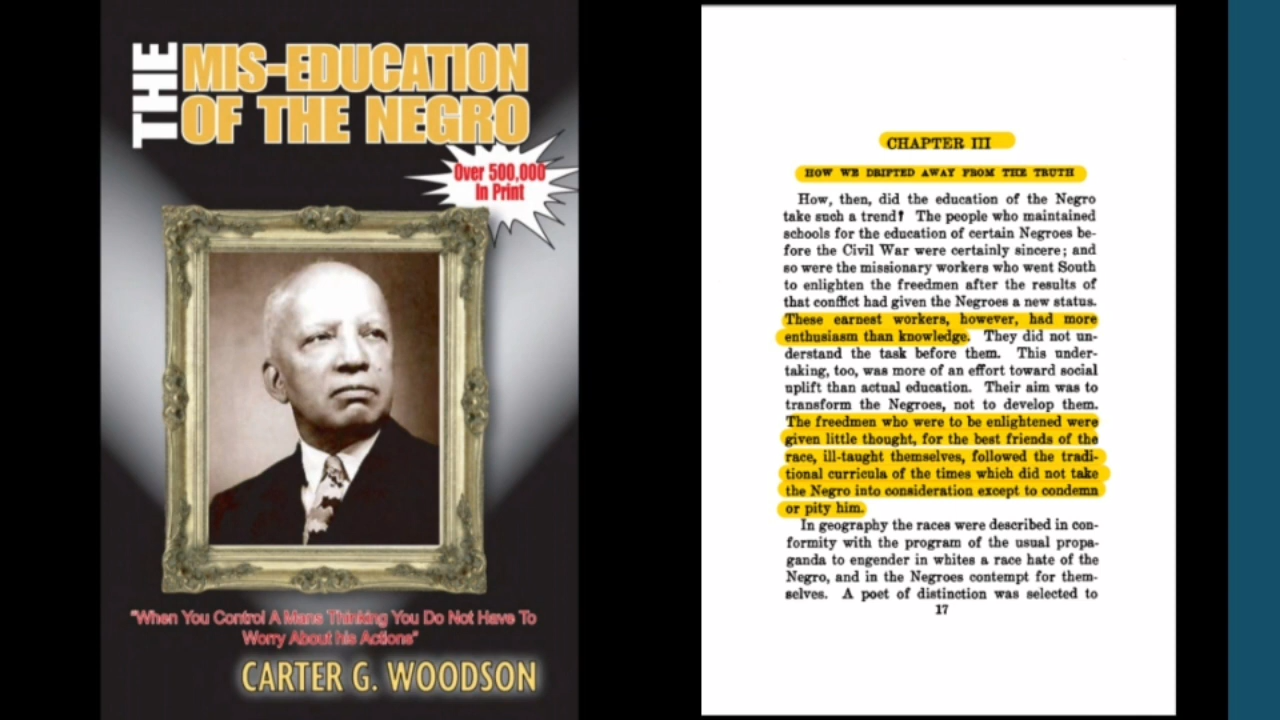 THE MIS-EDUCATION
OF THE NEGRO
Over 500,000
In Print
"When You Control A Mans Thinking You Do Not Have To
Worry About his Actions"
CARTER G. WOODSON
CHAPTER III
HOW WE DRIFTED AWAY FROM THE TRUTH
How, then, did the education of the Negro
take such a trend? The people who maintained
schools for the education of certain Negroes be-
fore the Civil War were certainly sincere; and
so were the missionary workers who went South
to enlighten the freedmen after the results of
that conflict had given the Negroes a new status.
These earnest workers, however, had more
enthusiasm than knowledge. They did not un-
derstand the task before them. This under-
taking, too, was more of an effort toward social
uplift than actual education. Their aim was to
transform the Negroes, not to develop them.
The freedmen who were to be enlightened were
given little thought, for the best friends of the
race, ill-taught themselves, followed the tradi-
tional curricula of the times which did not take
the Negro into consideration except to condemn
or pity him.
In geography the races were described in con-
formity with the program of the usual propa-
ganda to engender in whites a race hate of the
Negro, and in the Negroes contempt for them-
selves. A poet of distinction was selected to
17